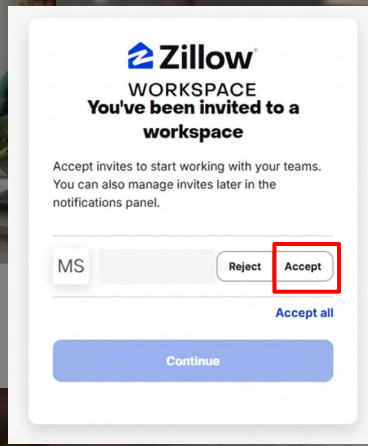 Zillow
WORKSPACE
You've been invited to a
workspace
Accept invites to start working with your teams.
You can also manage invites later in the
notifications panel.
MS
Reject Accept
Accept all
Continue